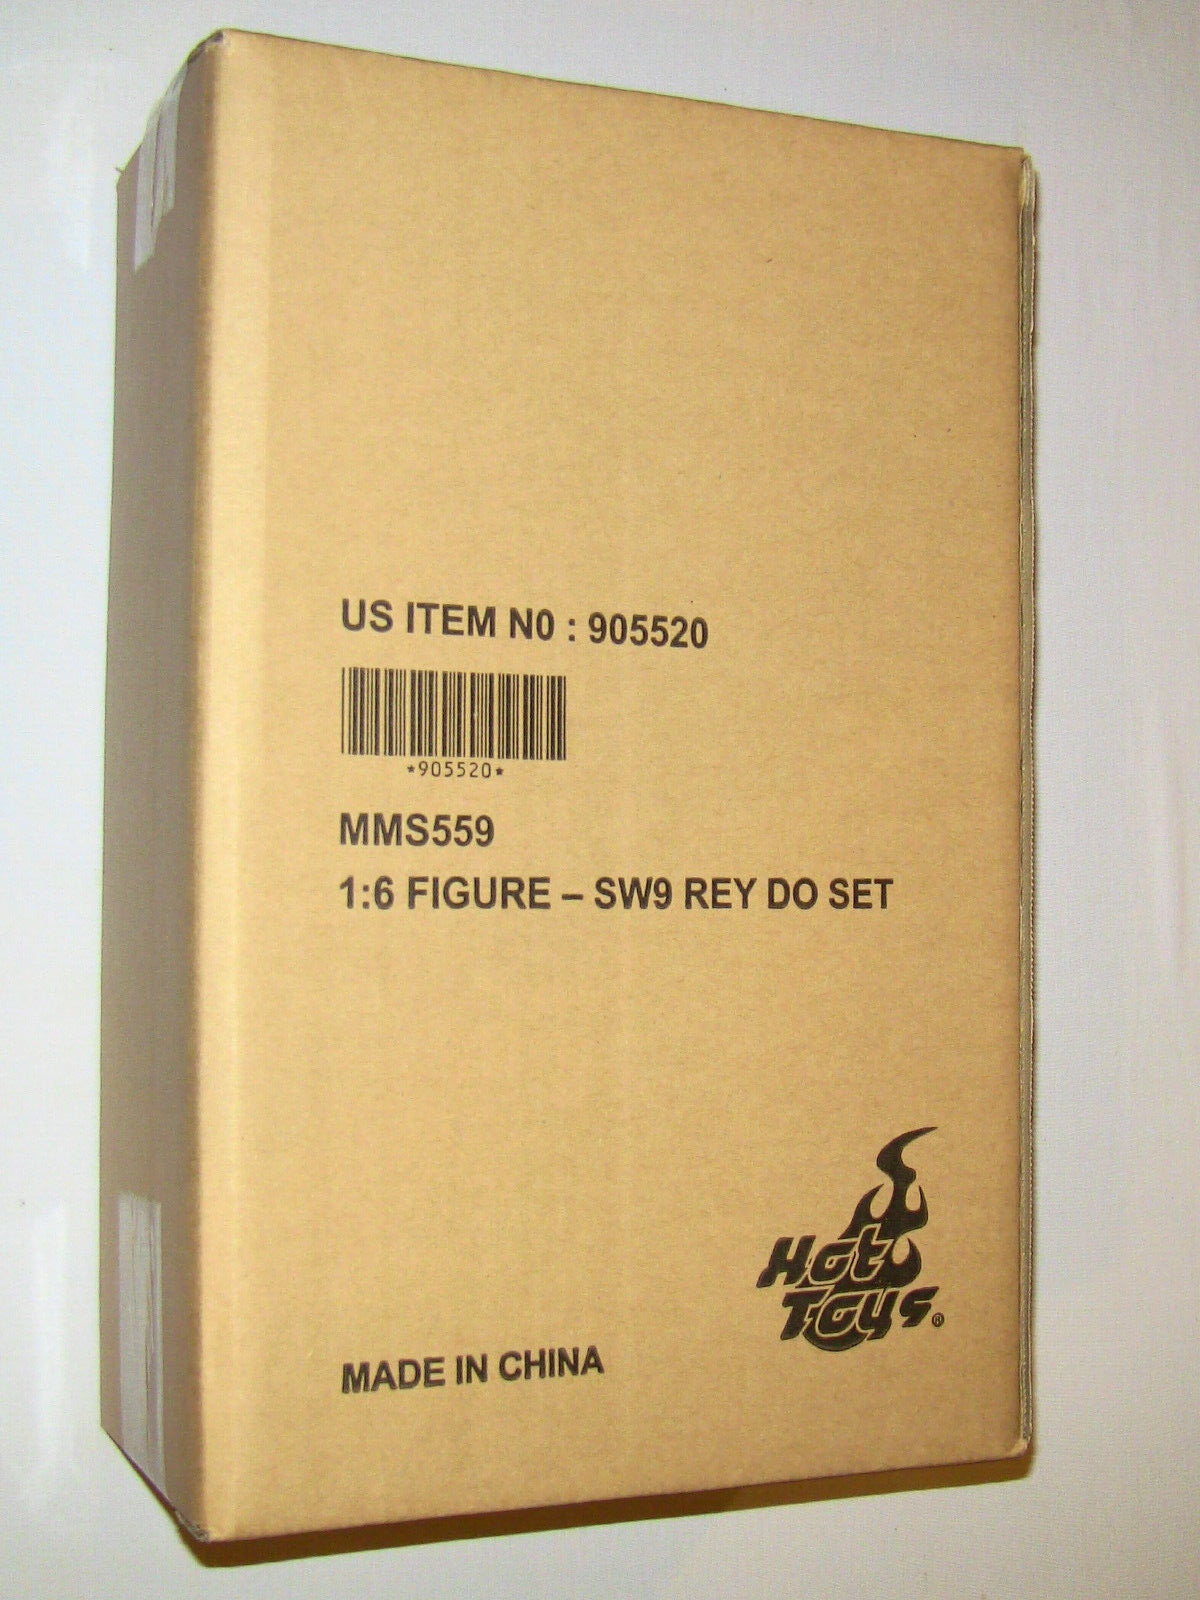 US ITEM N0 : 905520
*905520*
MMS559
1:6 FIGURE – SW9 REY DO SET
Hot
Toys®
MADE IN CHINA